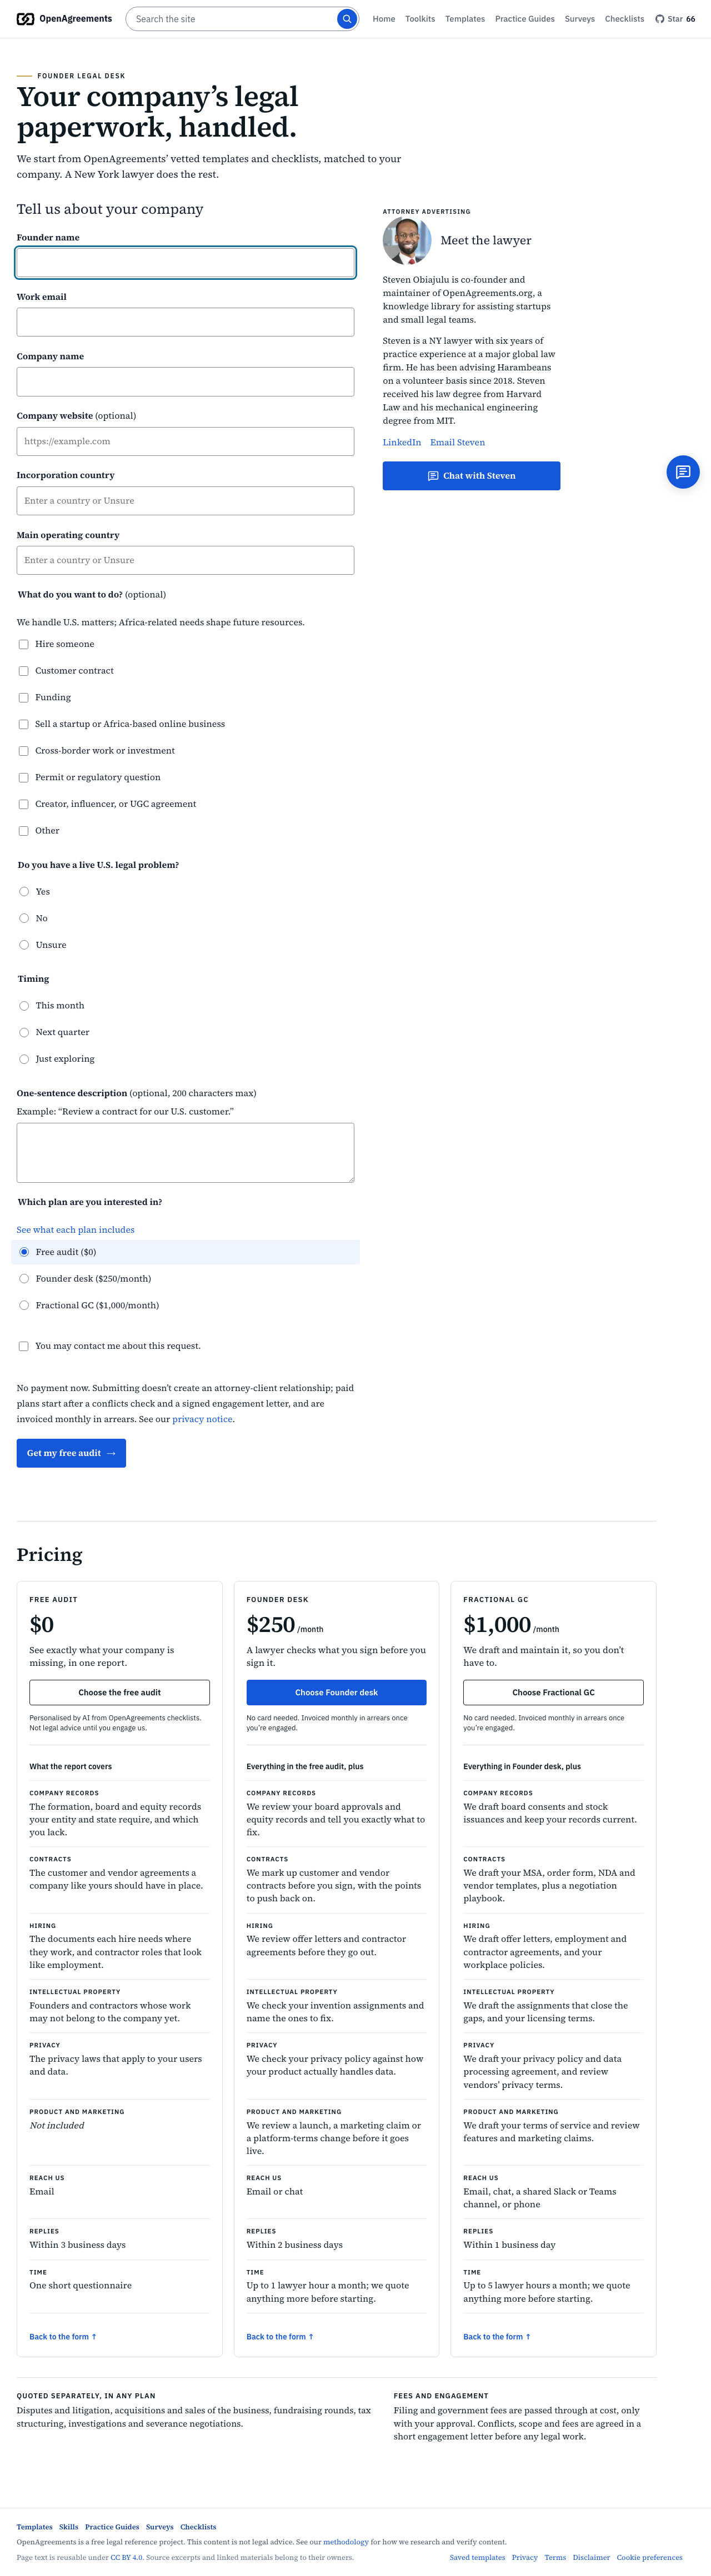 OpenAgreements
Search the site
Home Toolkits Templates Practice Guides Surveys Checklists Star 66
FOUNDER LEGAL DESK
Your company’s legal
paperwork, handled.
We start from OpenAgreements’ vetted templates and checklists, matched to your
company. A New York lawyer does the rest.
Tell us about your company
Founder name
Work email
Company name
Company website (optional)
https://example.com
Incorporation country
Enter a country or Unsure
Main operating country
Enter a country or Unsure
What do you want to do? (optional)
We handle U.S. matters; Africa-related needs shape future resources.
Hire someone
Customer contract
Funding
Sell a startup or Africa-based online business
Cross-border work or investment
Permit or regulatory question
Creator, influencer, or UGC agreement
Other
Do you have a live U.S. legal problem?
Yes
No
Unsure
Timing
This month
Next quarter
Just exploring
One-sentence description (optional, 200 characters max)
Example: “Review a contract for our U.S. customer.”
Which plan are you interested in?
See what each plan includes
Free audit ($0)
Founder desk ($250/month)
Fractional GC ($1,000/month)
You may contact me about this request.
No payment now. Submitting doesn’t create an attorney-client relationship; paid
plans start after a conflicts check and a signed engagement letter, and are
invoiced monthly in arrears. See our privacy notice.
Get my free audit →
ATTORNEY ADVERTISING
Meet the lawyer
Steven Obiajulu is co-founder and
maintainer of OpenAgreements.org, a
knowledge library for assisting startups
and small legal teams.
Steven is a NY lawyer with six years of
practice experience at a major global law
firm. He has been advising Harambeans
on a volunteer basis since 2018. Steven
received his law degree from Harvard
Law and his mechanical engineering
degree from MIT.
LinkedIn Email Steven
Chat with Steven
Pricing
FREE AUDIT
$0
See exactly what your company is
missing, in one report.
Choose the free audit
Personalised by AI from OpenAgreements checklists.
Not legal advice until you engage us.
What the report covers
COMPANY RECORDS
The formation, board and equity records
your entity and state require, and which
you lack.
CONTRACTS
The customer and vendor agreements a
company like yours should have in place.
HIRING
The documents each hire needs where
they work, and contractor roles that look
like employment.
INTELLECTUAL PROPERTY
Founders and contractors whose work
may not belong to the company yet.
PRIVACY
The privacy laws that apply to your users
and data.
PRODUCT AND MARKETING
Not included
REACH US
Email
REPLIES
Within 3 business days
TIME
One short questionnaire
Back to the form ↑
FOUNDER DESK
$250 /month
A lawyer checks what you sign before you
sign it.
Choose Founder desk
No card needed. Invoiced monthly in arrears once
you’re engaged.
Everything in the free audit, plus
COMPANY RECORDS
We review your board approvals and
equity records and tell you exactly what to
fix.
CONTRACTS
We mark up customer and vendor
contracts before you sign, with the points
to push back on.
HIRING
We review offer letters and contractor
agreements before they go out.
INTELLECTUAL PROPERTY
We check your invention assignments and
name the ones to fix.
PRIVACY
We check your privacy policy against how
your product actually handles data.
PRODUCT AND MARKETING
We review a launch, a marketing claim or
a platform-terms change before it goes
live.
REACH US
Email or chat
REPLIES
Within 2 business days
TIME
Up to 1 lawyer hour a month; we quote
anything more before starting.
Back to the form ↑
FRACTIONAL GC
$1,000 /month
We draft and maintain it, so you don’t
have to.
Choose Fractional GC
No card needed. Invoiced monthly in arrears once
you’re engaged.
Everything in Founder desk, plus
COMPANY RECORDS
We draft board consents and stock
issuances and keep your records current.
CONTRACTS
We draft your MSA, order form, NDA and
vendor templates, plus a negotiation
playbook.
HIRING
We draft offer letters, employment and
contractor agreements, and your
workplace policies.
INTELLECTUAL PROPERTY
We draft the assignments that close the
gaps, and your licensing terms.
PRIVACY
We draft your privacy policy and data
processing agreement, and review
vendors’ privacy terms.
PRODUCT AND MARKETING
We draft your terms of service and review
features and marketing claims.
REACH US
Email, chat, a shared Slack or Teams
channel, or phone
REPLIES
Within 1 business day
TIME
Up to 5 lawyer hours a month; we quote
anything more before starting.
Back to the form ↑
QUOTED SEPARATELY, IN ANY PLAN
Disputes and litigation, acquisitions and sales of the business, fundraising rounds, tax
structuring, investigations and severance negotiations.
FEES AND ENGAGEMENT
Filing and government fees are passed through at cost, only
with your approval. Conflicts, scope and fees are agreed in a
short engagement letter before any legal work.
Templates Skills Practice Guides Surveys Checklists
OpenAgreements is a free legal reference project. This content is not legal advice. See our methodology for how we research and verify content.
Page text is reusable under CC BY 4.0. Source excerpts and linked materials belong to their owners.
Saved templates Privacy Terms Disclaimer Cookie preferences